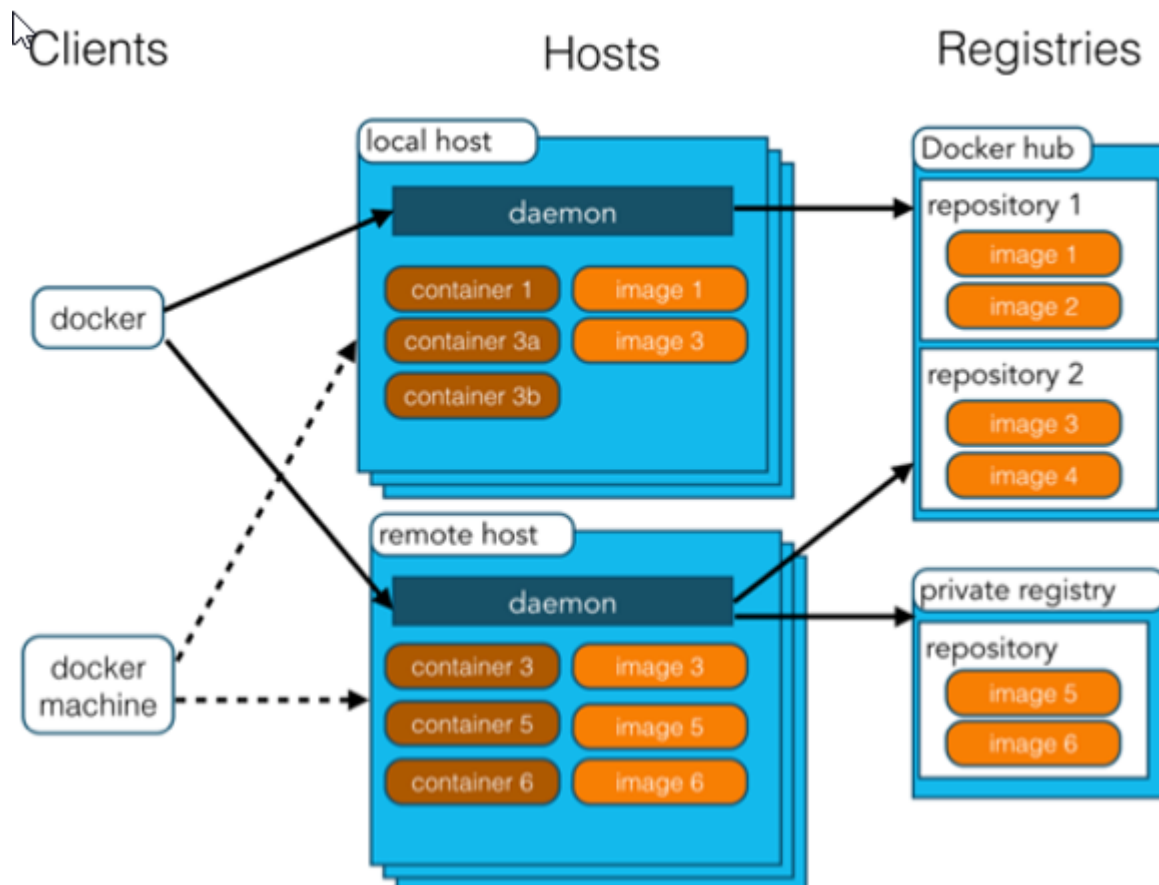 Clients
Hosts
Registries
docker
docker
machine
local host
daemon
container 1
image 1
container 3a
image 3
container 3b
remote host
daemon
container 3
image 3
container 5
image 5
container 6
image 6
Docker hub
repository 1
image 1
image 2
repository 2
image 3
image 4
private registry
repository
image 5
image 6